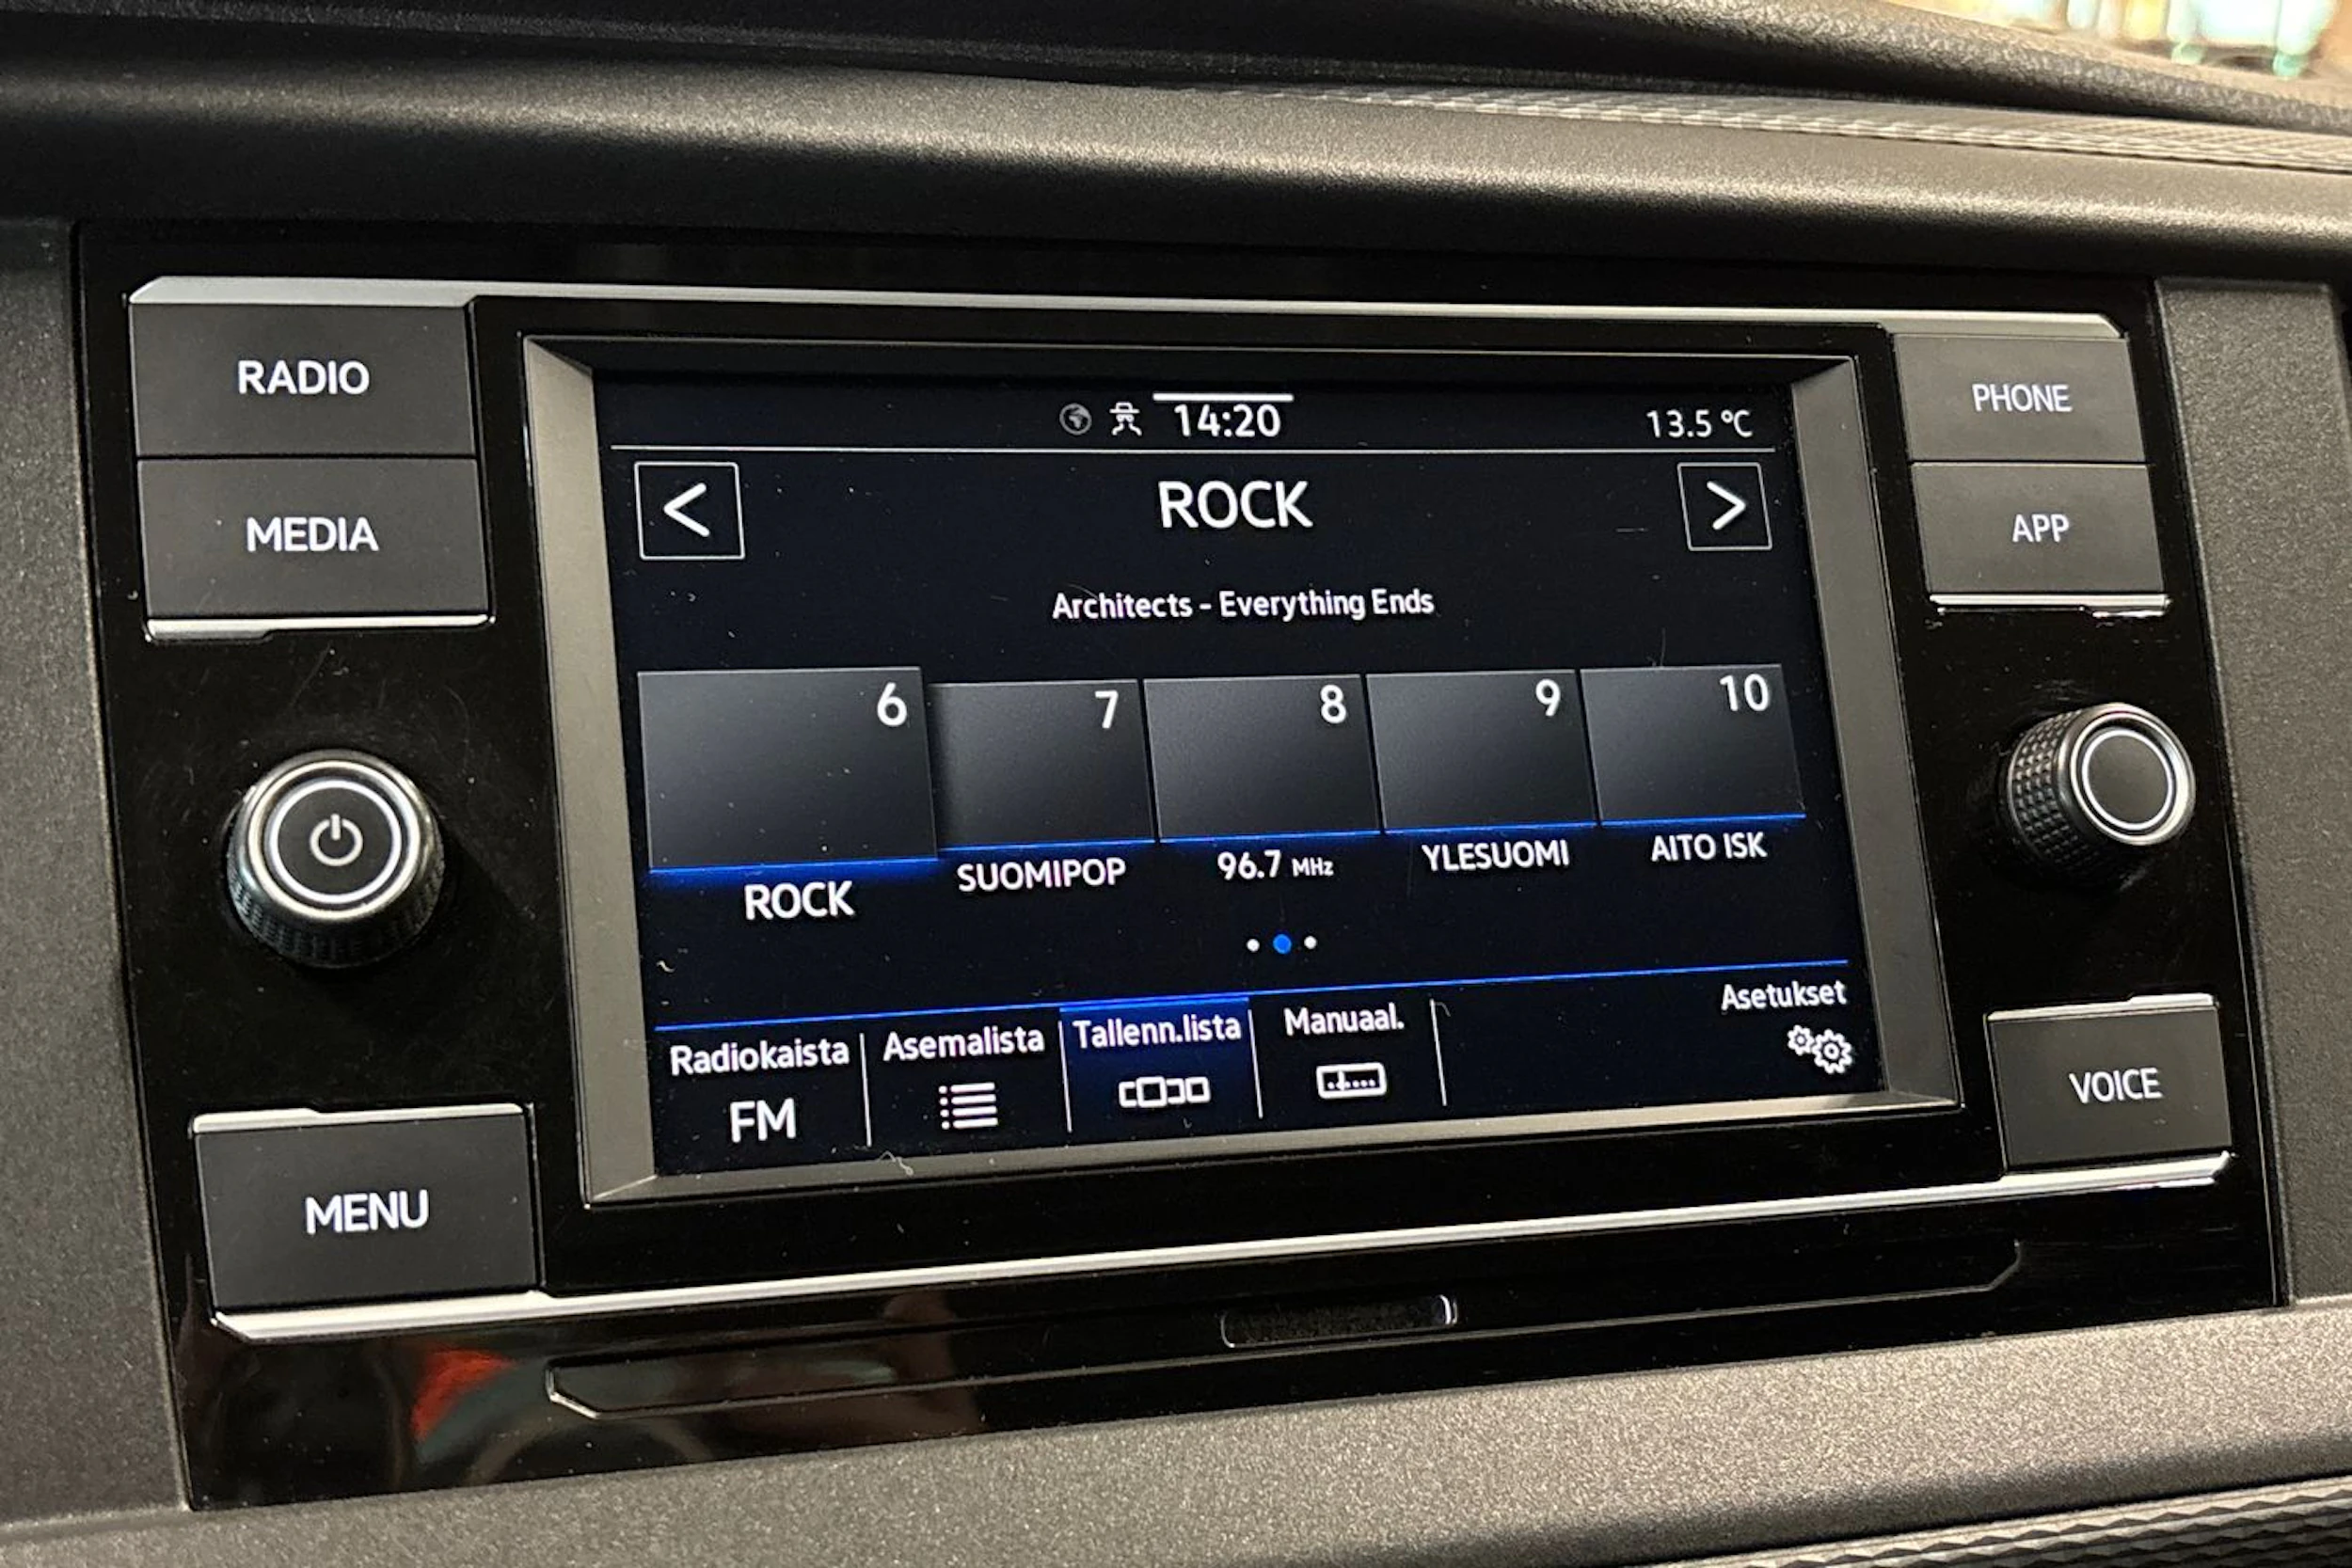 RADIO
MEDIA
MENU
14:20
13.5 °C
<
ROCK
>
Architects - Everything Ends
6
7
8
9
10
ROCK
SUOMIPOP
96.7 MHz
YLESUOMI
AITO ISK
Radiokaista
FM
Asemalista
Tallenn.lista
Manuaal.
Asetukset
PHONE
APP
VOICE